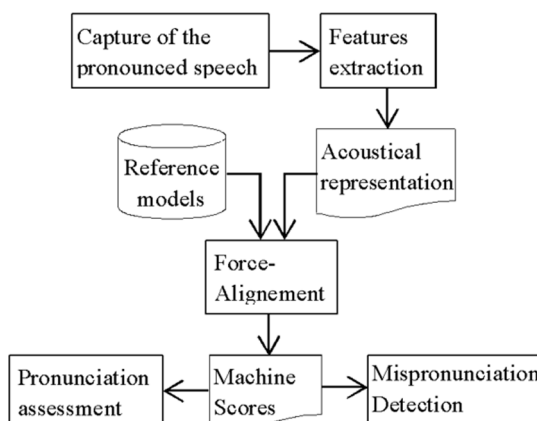 Capture of the
pronounced speech
Features
extraction
Reference
models
Acoustical
representation
Force-
Alignement
Pronunciation
assessment
Machine
Scores
Mispronunciation
Detection